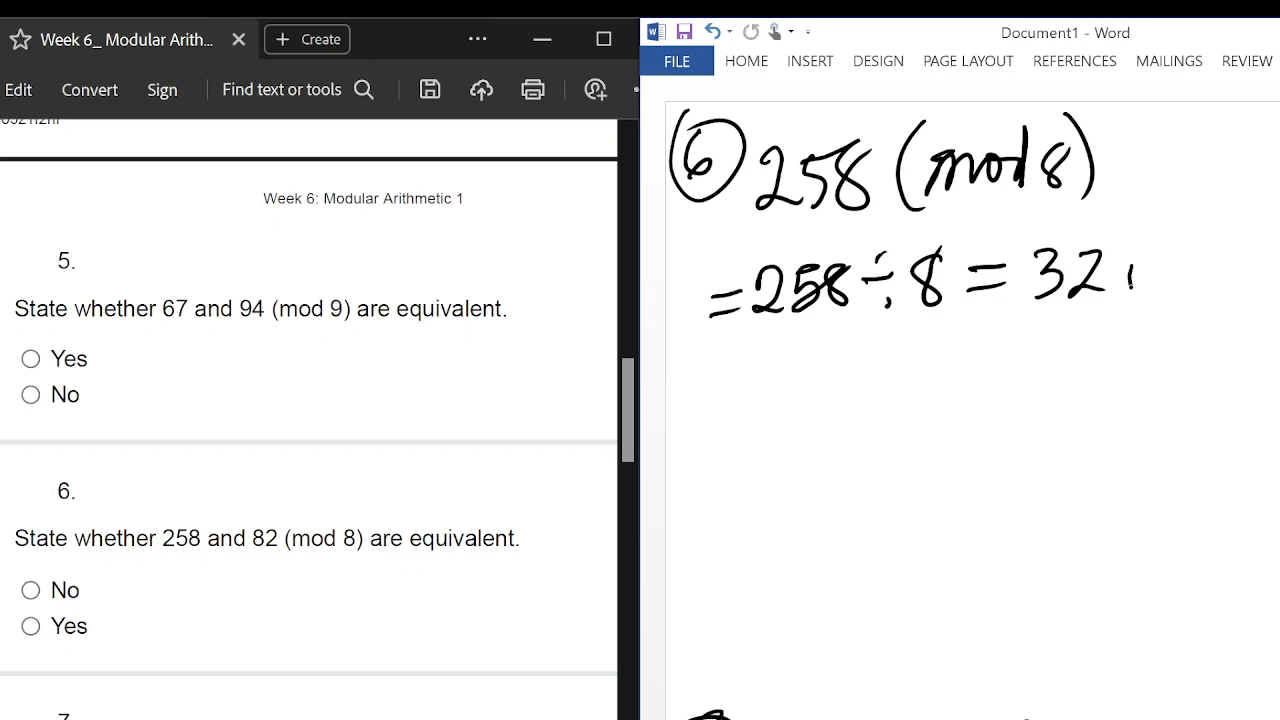 Week 6_ Modular Arith...
Create
Edit Convert Sign Find text or tools
Week 6: Modular Arithmetic 1
5.
State whether 67 and 94 (mod 9) are equivalent.
Yes
No
6.
State whether 258 and 82 (mod 8) are equivalent.
No
Yes
7.
Document1 - Word
FILE HOME INSERT DESIGN PAGE LAYOUT REFERENCES MAILINGS REVIEW
6 258 (mod 8)
= 258 ÷ 8 = 32